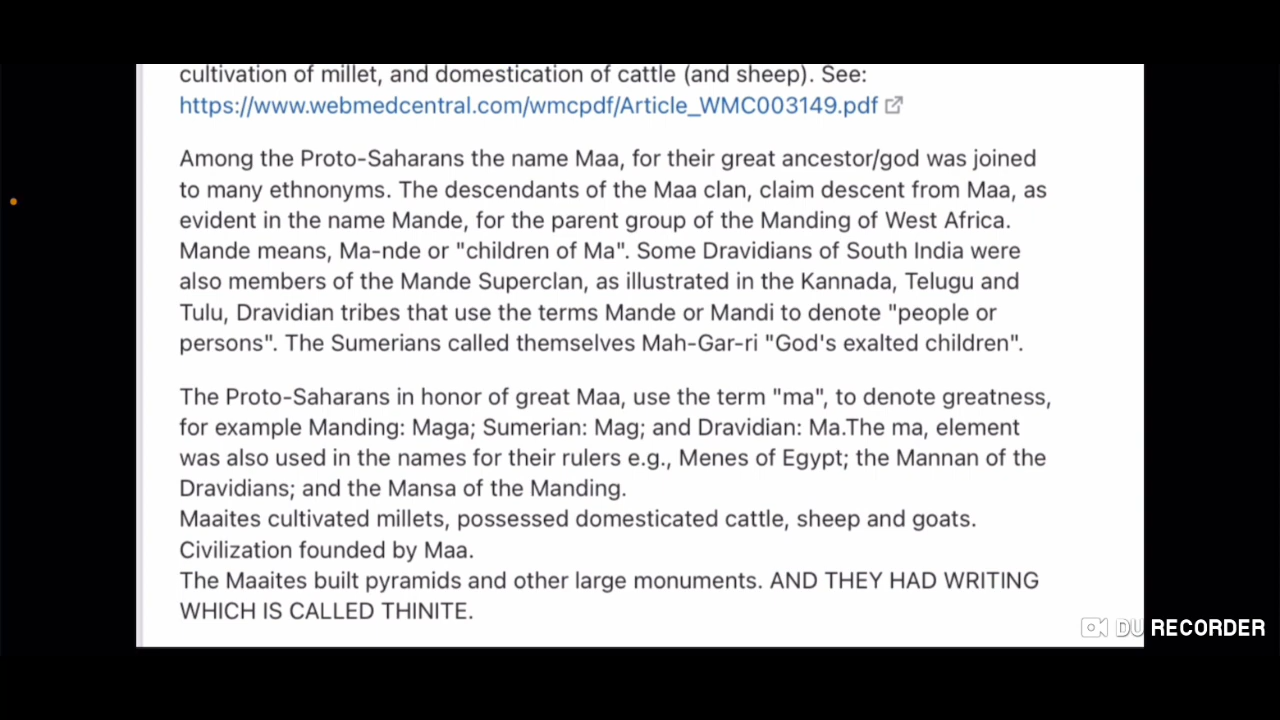 cultivation of millet, and domestication of cattle (and sheep). See:
https://www.webmedcentral.com/wmcpdf/Article_WMC003149.pdf
Among the Proto-Saharans the name Maa, for their great ancestor/god was joined
to many ethnonyms. The descendants of the Maa clan, claim descent from Maa, as
evident in the name Mande, for the parent group of the Manding of West Africa.
Mande means, Ma-nde or "children of Ma". Some Dravidians of South India were
also members of the Mande Superclan, as illustrated in the Kannada, Telugu and
Tulu, Dravidian tribes that use the terms Mande or Mandi to denote "people or
persons". The Sumerians called themselves Mah-Gar-ri "God's exalted children".
The Proto-Saharans in honor of great Maa, use the term "ma", to denote greatness,
for example Manding: Maga; Sumerian: Mag; and Dravidian: Ma.The ma, element
was also used in the names for their rulers e.g., Menes of Egypt; the Mannan of the
Dravidians; and the Mansa of the Manding.
Maaites cultivated millets, possessed domesticated cattle, sheep and goats.
Civilization founded by Maa.
The Maaites built pyramids and other large monuments. AND THEY HAD WRITING
WHICH IS CALLED THINITE.
DU RECORDER